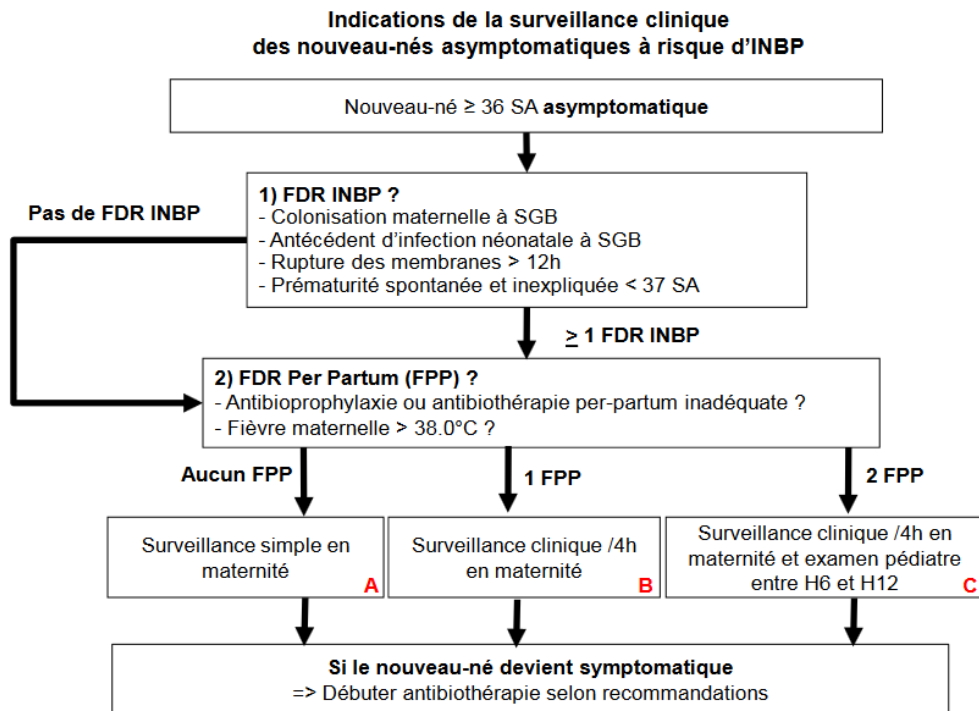 Indications de la surveillance clinique
des nouveau-nés asymptomatiques à risque d'INBP
Nouveau-né ≥ 36 SA asymptomatique
Pas de FDR INBP
1) FDR INBP ?
- Colonisation maternelle à SGB
- Antécédent d'infection néonatale à SGB
- Rupture des membranes > 12h
- Prématurité spontanée et inexpliquée < 37 SA
≥ 1 FDR INBP
2) FDR Per Partum (FPP) ?
- Antibioprophylaxie ou antibiothérapie per-partum inadéquate ?
- Fièvre maternelle > 38.0°C ?
Aucun FPP
1 FPP
2 FPP
Surveillance simple en
maternité
A
Surveillance clinique /4h
en maternité
B
Surveillance clinique /4h en
maternité et examen pédiatre
entre H6 et H12
C
Si le nouveau-né devient symptomatique
=> Débuter antibiothérapie selon recommandations